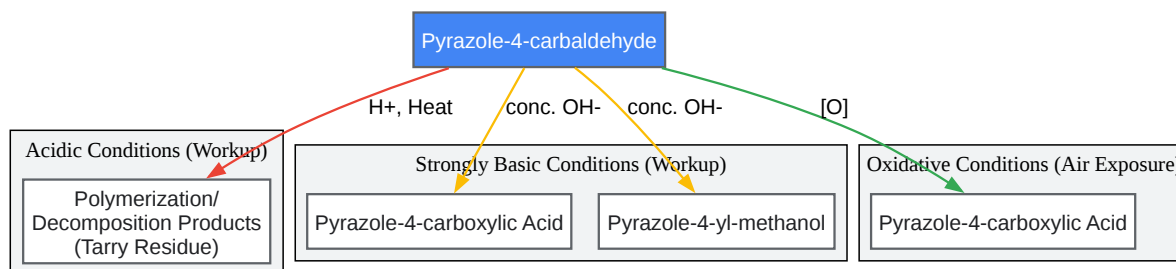 Pyrazole-4-carbaldehyde
H+, Heat
conc. OH-
conc. OH-
[O]
Acidic Conditions (Workup)
Strongly Basic Conditions (Workup)
Oxidative Conditions (Air Exposure)
Polymerization/
Decomposition Products
(Tarry Residue)
Pyrazole-4-carboxylic Acid
Pyrazole-4-yl-methanol
Pyrazole-4-carboxylic Acid